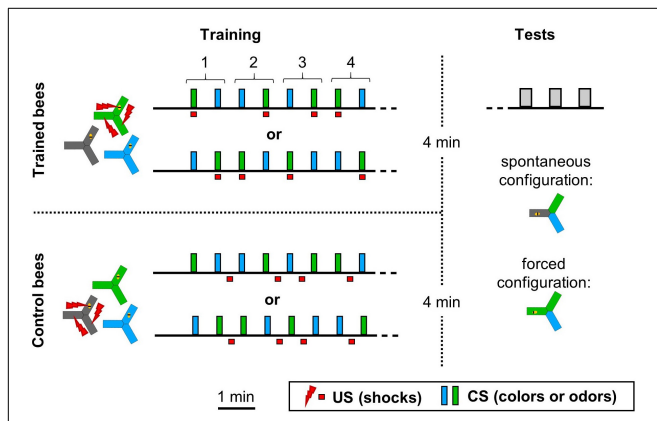 Training
Tests
Trained bees
1 2 3 4
or
4 min
spontaneous
configuration:
Control bees
or
4 min
forced
configuration:
1 min
US (shocks)
CS (colors or odors)